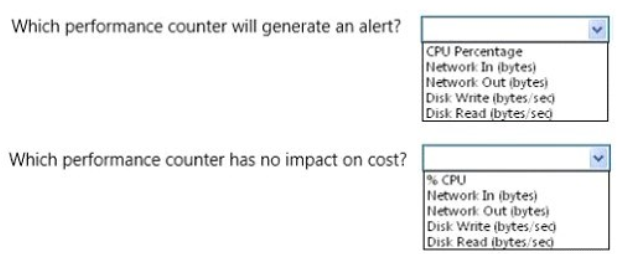 Which performance counter will generate an alert?
CPU Percentage
Network In (bytes)
Network Out (bytes)
Disk Write (bytes/sec)
Disk Read (bytes/sec)
Which performance counter has no impact on cost?
% CPU
Network In (bytes)
Network Out (bytes)
Disk Write (bytes/sec)
Disk Read (bytes/sec)